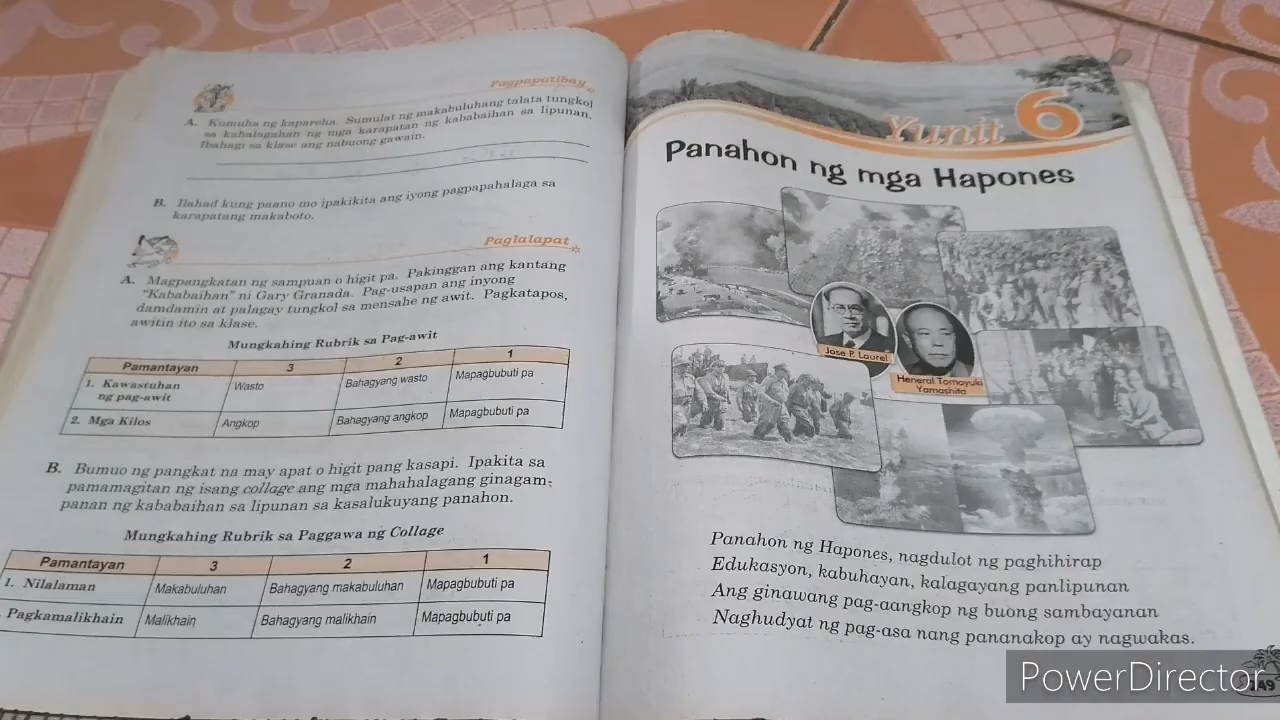 Pagpapatibay
A. Kumuha ng kapareha. Sumulat ng makabuluhang talata tungkol
sa kahalagahan ng mga karapatan ng kababaihan sa lipunan.
Ibahagi sa klase ang nabuong gawain.
B. Ilahad kung paano mo ipakikita ang iyong pagpapahalaga sa
karapatang makaboto.
Paglalapat
A. Magpangkatan ng sampuan o higit pa. Pakinggan ang kantang
"Kababaihan" ni Gary Granada. Pag-usapan ang inyong
damdamin at palagay tungkol sa mensahe ng awit. Pagkatapos,
awitin ito sa klase.
Mungkahing Rubrik sa Pag-awit
Pamantayan 3 2 1
1. Kawastuhan Wasto Bahagyang wasto Mapagbubuti pa
ng pag-awit
2. Mga Kilos Angkop Bahagyang angkop Mapagbubuti pa
B. Bumuo ng pangkat na may apat o higit pang kasapi. Ipakita sa
pamamagitan ng isang collage ang mga mahahalagang ginagam-
panan ng kababaihan sa lipunan sa kasalukuyang panahon.
Mungkahing Rubrik sa Paggawa ng Collage
Pamantayan 3 2 1
1. Nilalaman Makabuluhan Bahagyang makabuluhan Mapagbubuti pa
Pagkamalikhain Malikhain Bahagyang malikhain Mapagbubuti pa
Yunit 6
Panahon ng mga Hapones
Jose P. Laurel
Heneral Tomoyuki
Yamashita
Panahon ng Hapones, nagdulot ng paghihirap
Edukasyon, kabuhayan, kalagayang panlipunan
Ang ginawang pag-aangkop ng buong sambayanan
Naghudyat ng pag-asa nang pananakop ay nagwakas.
PowerDirector